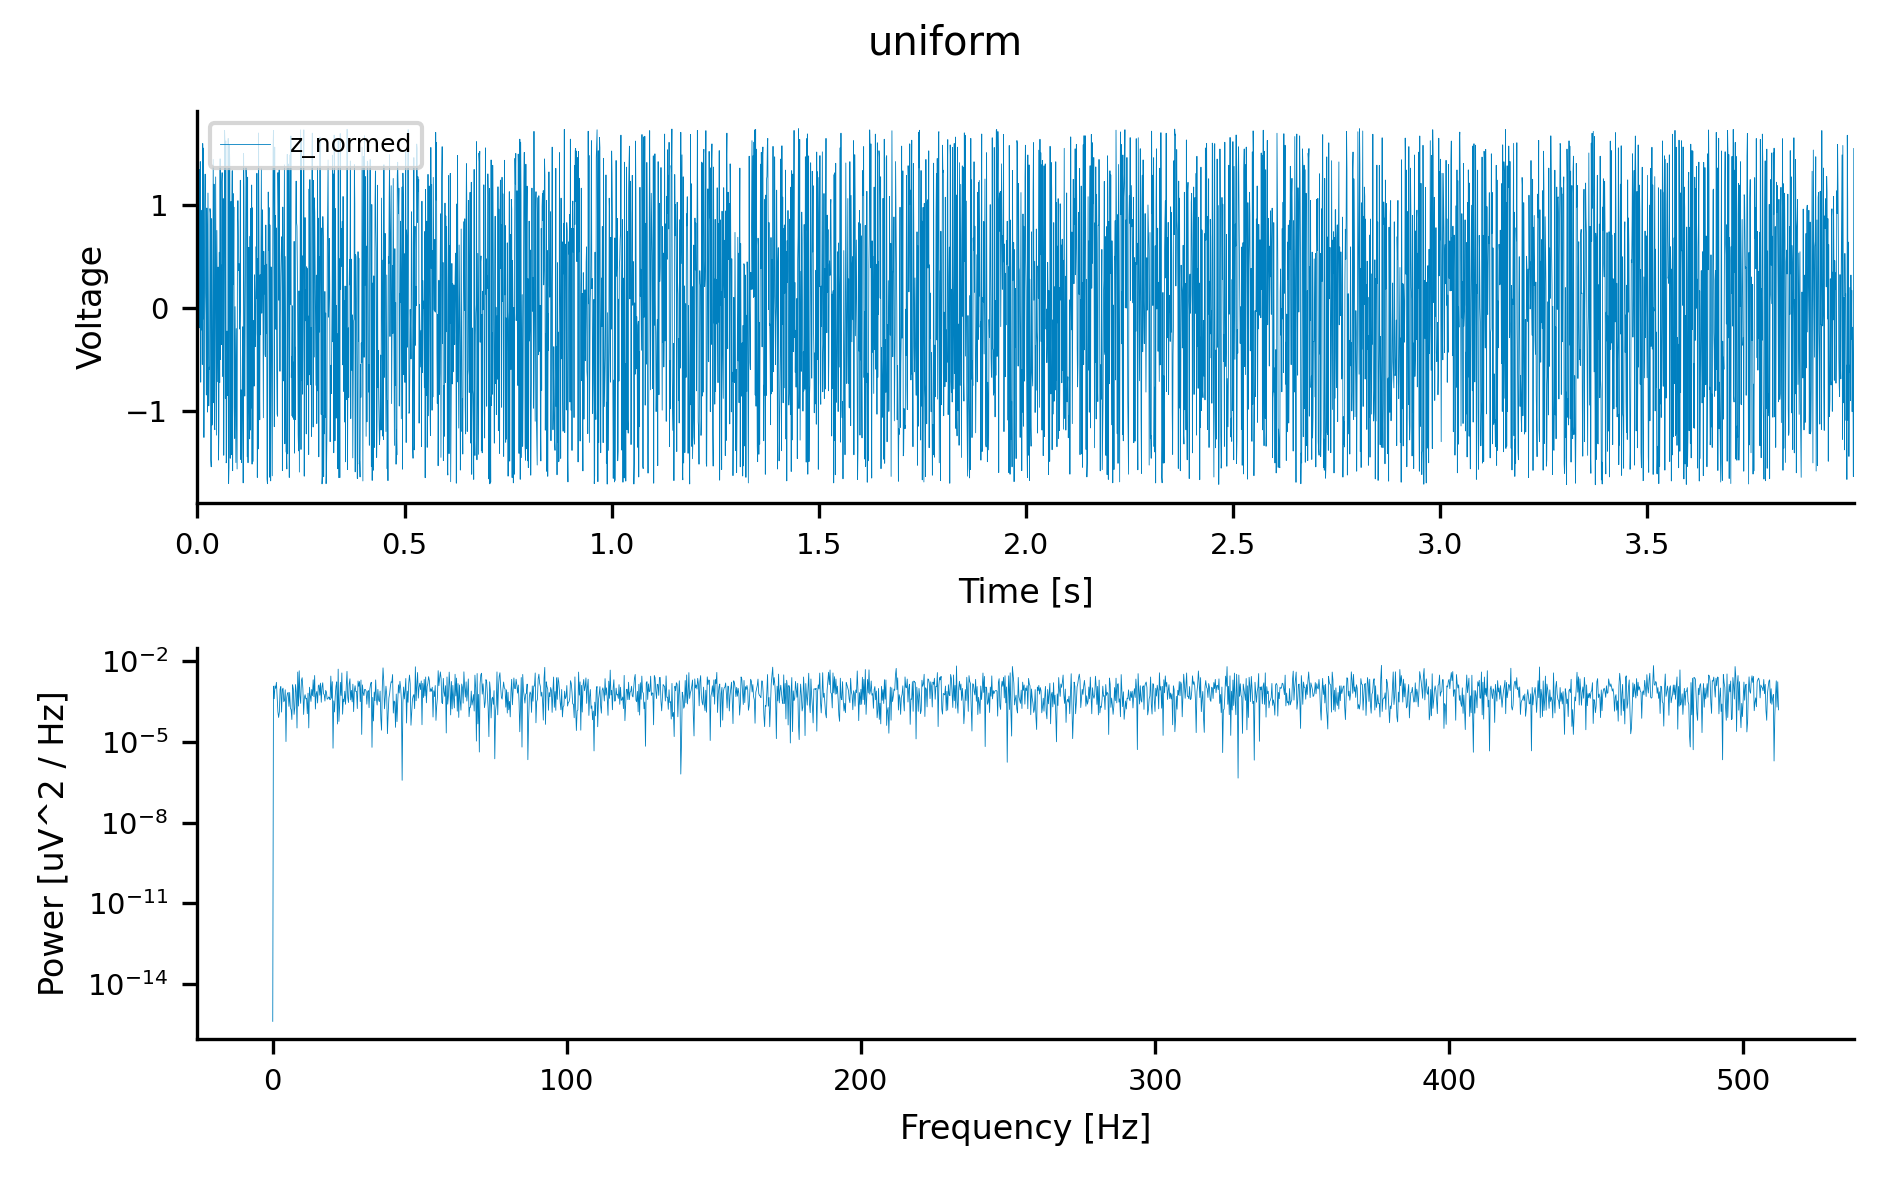 uniform
z_normed
Voltage
1
0
−1
0.0 0.5 1.0 1.5 2.0 2.5 3.0 3.5
Time [s]
Power [uV^2 / Hz]
10⁻²
10⁻⁵
10⁻⁸
10⁻¹¹
10⁻¹⁴
0 100 200 300 400 500
Frequency [Hz]